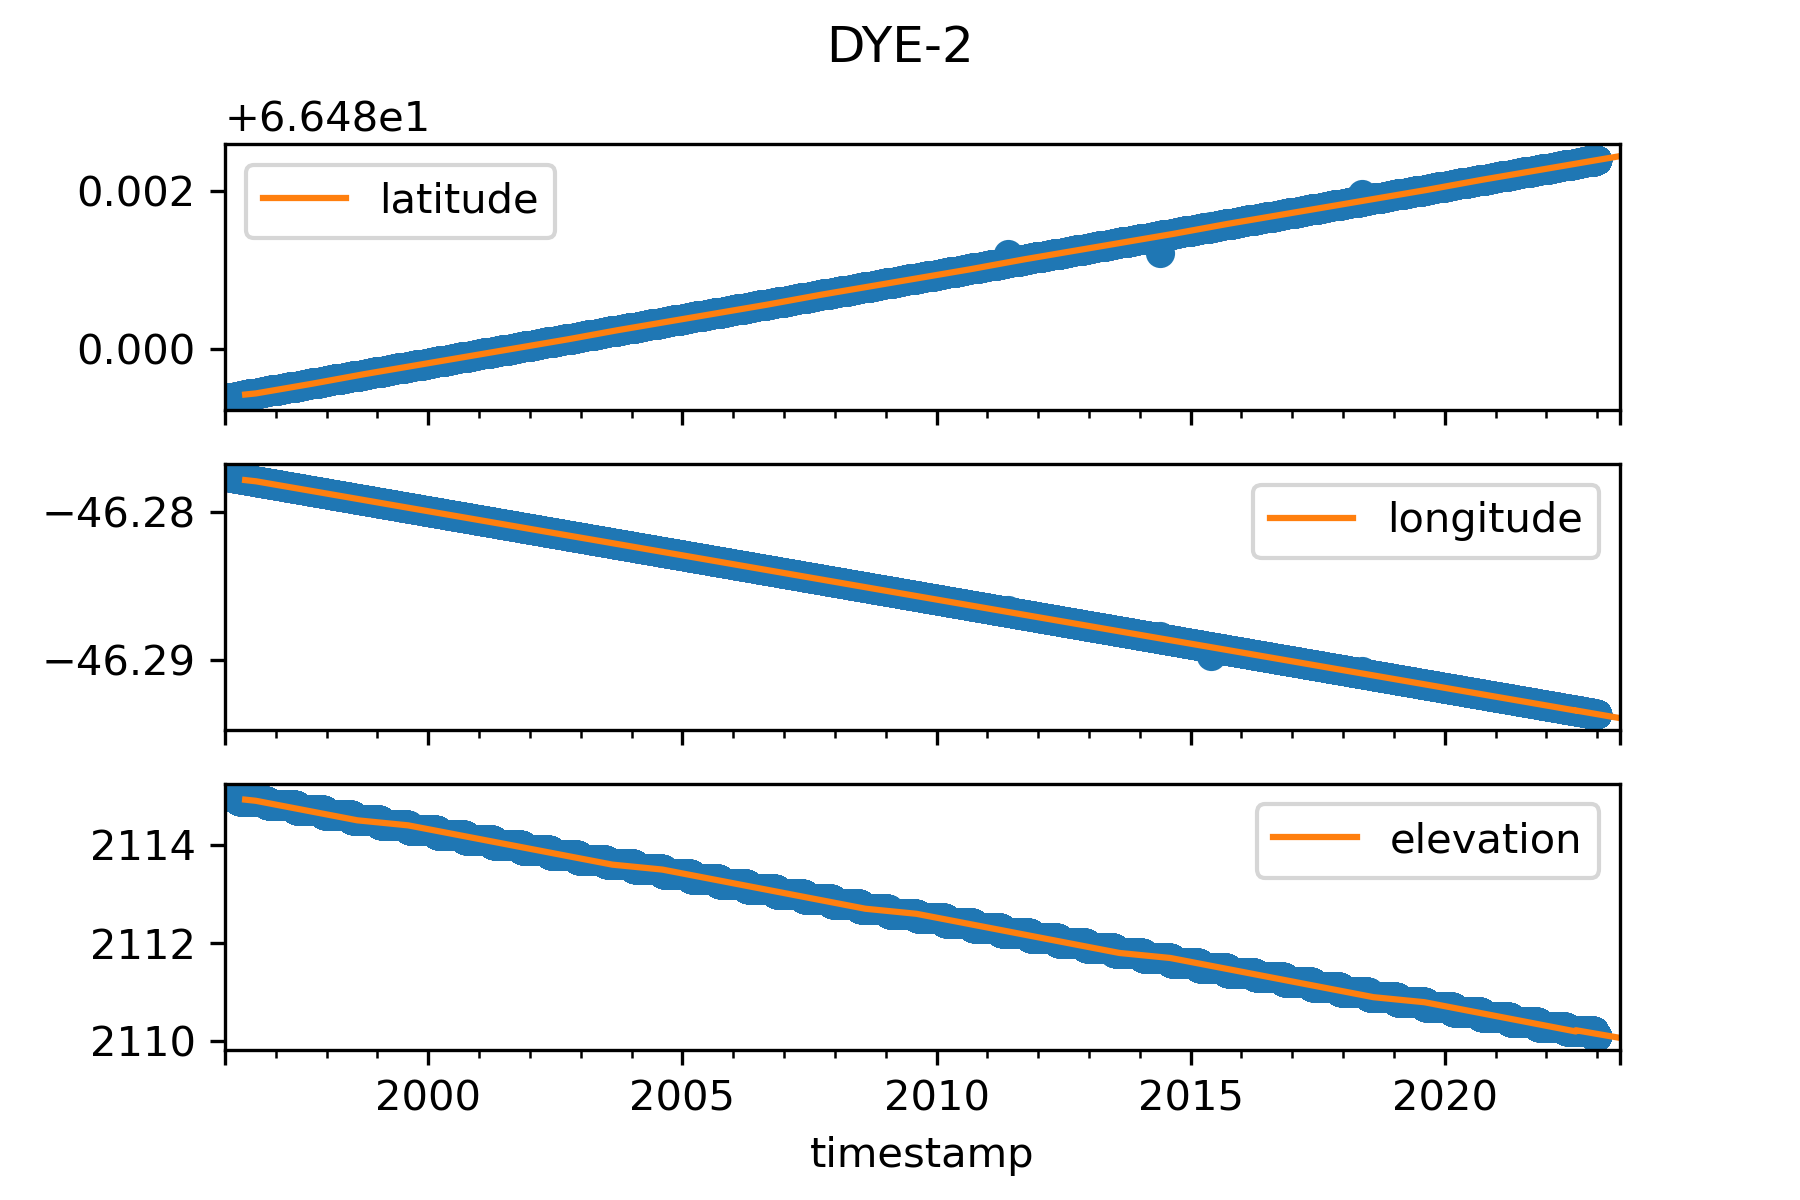 DYE-2
+6.648e1
0.002
0.000
latitude
−46.28
−46.29
longitude
2114
2112
2110
elevation
2000 2005 2010 2015 2020
timestamp